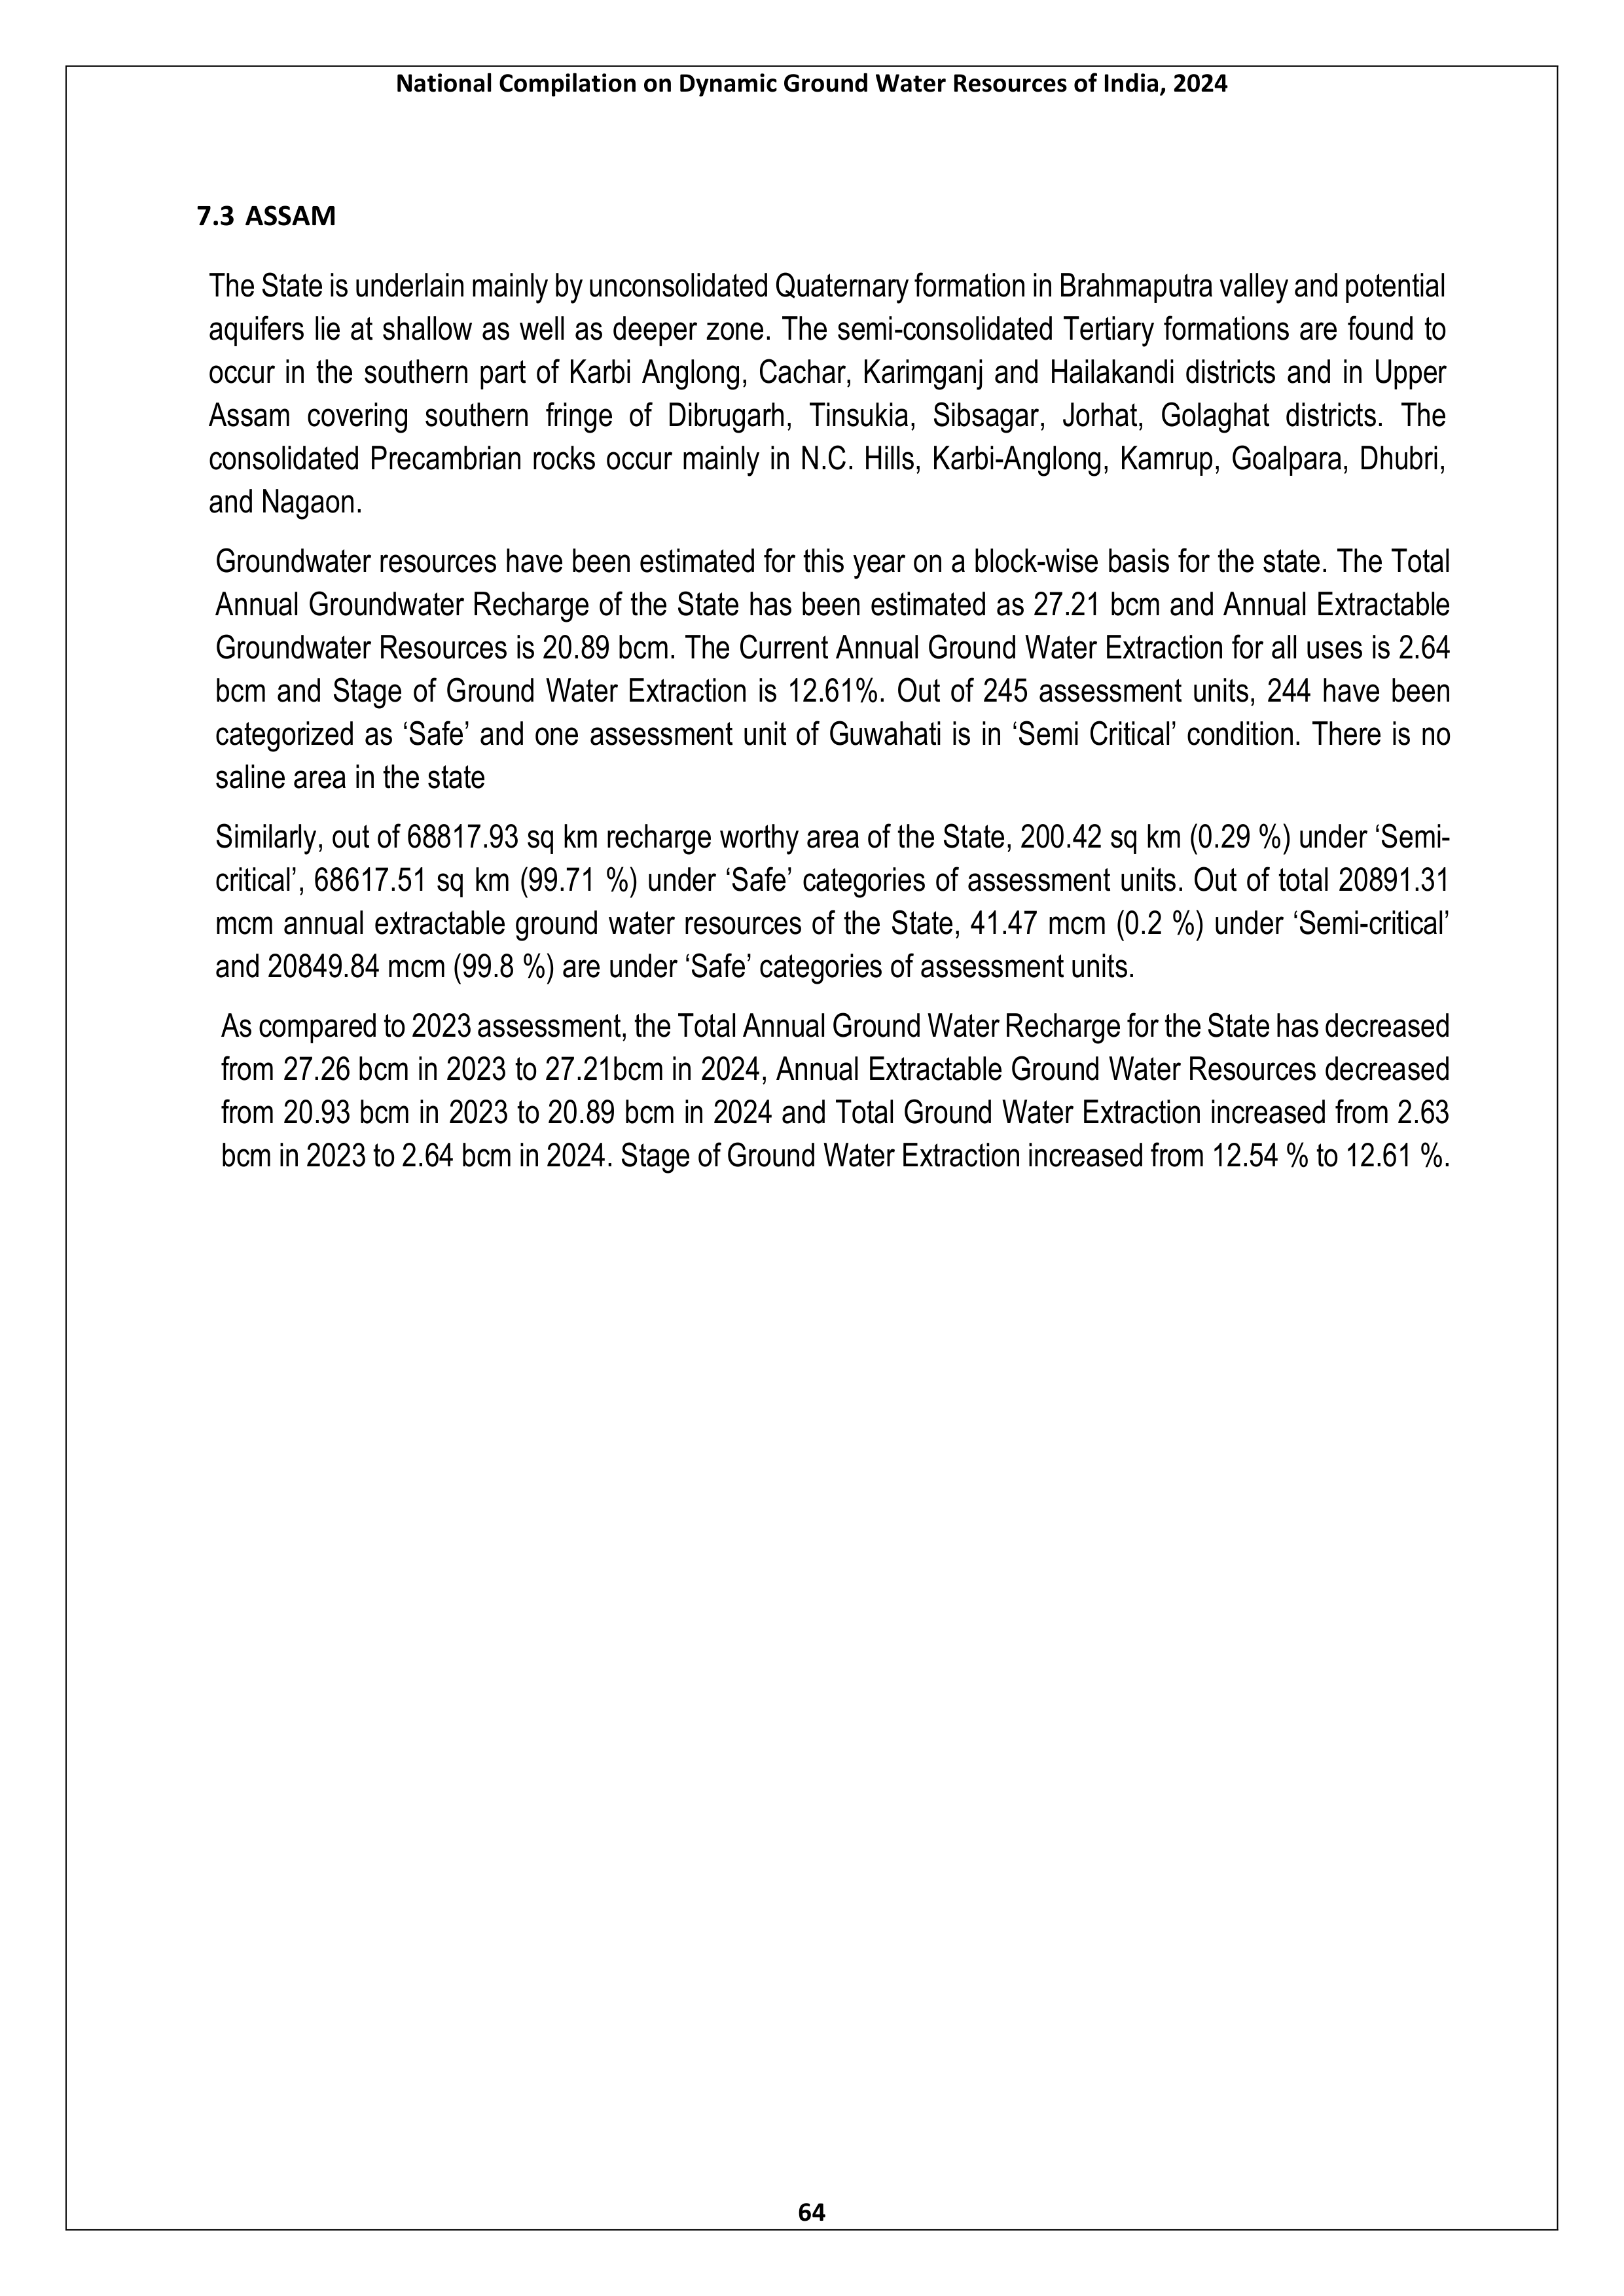 National Compilation on Dynamic Ground Water Resources of India, 2024
7.3 ASSAM
The State is underlain mainly by unconsolidated Quaternary formation in Brahmaputra valley and potential
aquifers lie at shallow as well as deeper zone. The semi-consolidated Tertiary formations are found to
occur in the southern part of Karbi Anglong, Cachar, Karimganj and Hailakandi districts and in Upper
Assam covering southern fringe of Dibrugarh, Tinsukia, Sibsagar, Jorhat, Golaghat districts. The
consolidated Precambrian rocks occur mainly in N.C. Hills, Karbi-Anglong, Kamrup, Goalpara, Dhubri,
and Nagaon.
Groundwater resources have been estimated for this year on a block-wise basis for the state. The Total
Annual Groundwater Recharge of the State has been estimated as 27.21 bcm and Annual Extractable
Groundwater Resources is 20.89 bcm. The Current Annual Ground Water Extraction for all uses is 2.64
bcm and Stage of Ground Water Extraction is 12.61%. Out of 245 assessment units, 244 have been
categorized as ‘Safe’ and one assessment unit of Guwahati is in ‘Semi Critical’ condition. There is no
saline area in the state
Similarly, out of 68817.93 sq km recharge worthy area of the State, 200.42 sq km (0.29 %) under ‘Semi-
critical’, 68617.51 sq km (99.71 %) under ‘Safe’ categories of assessment units. Out of total 20891.31
mcm annual extractable ground water resources of the State, 41.47 mcm (0.2 %) under ‘Semi-critical’
and 20849.84 mcm (99.8 %) are under ‘Safe’ categories of assessment units.
As compared to 2023 assessment, the Total Annual Ground Water Recharge for the State has decreased
from 27.26 bcm in 2023 to 27.21bcm in 2024, Annual Extractable Ground Water Resources decreased
from 20.93 bcm in 2023 to 20.89 bcm in 2024 and Total Ground Water Extraction increased from 2.63
bcm in 2023 to 2.64 bcm in 2024. Stage of Ground Water Extraction increased from 12.54 % to 12.61 %.
64